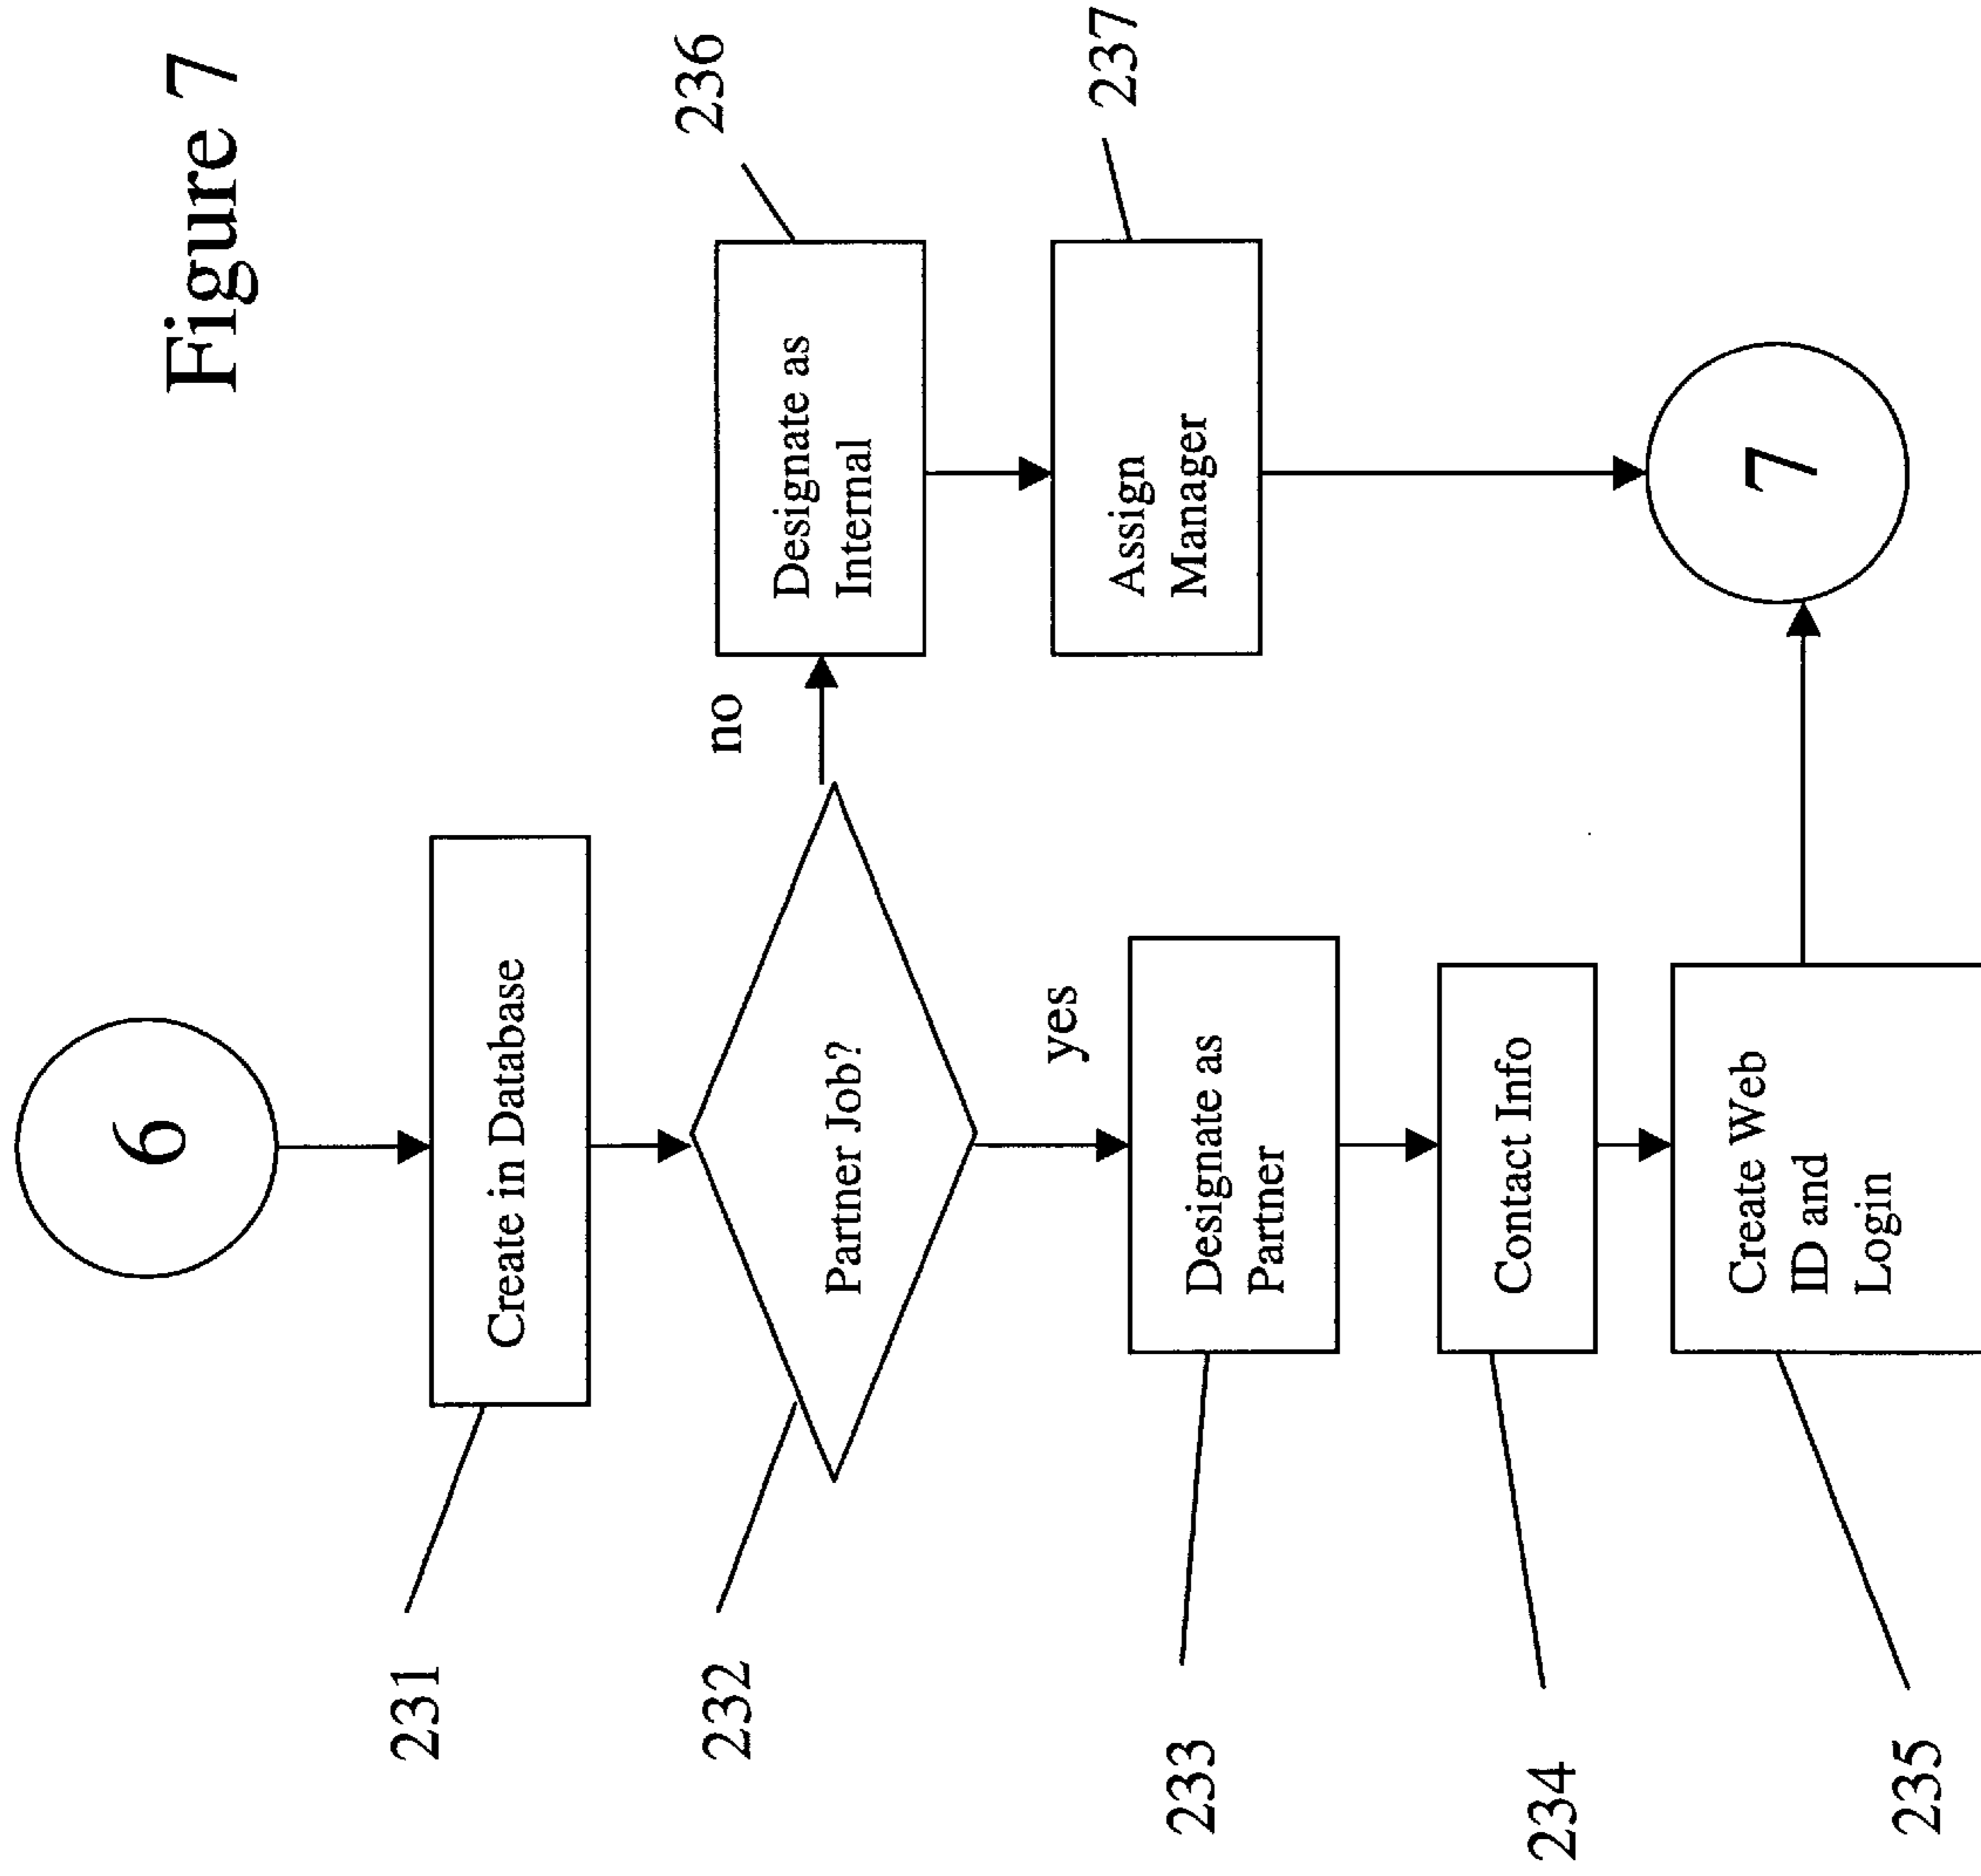 Figure 7
6
231
Create in Database
232
Partner Job?
no
236
Designate as
Internal
237
Assign
Manager
yes
233
Designate as
Partner
234
Contact Info
235
Create Web
ID and
Login
7